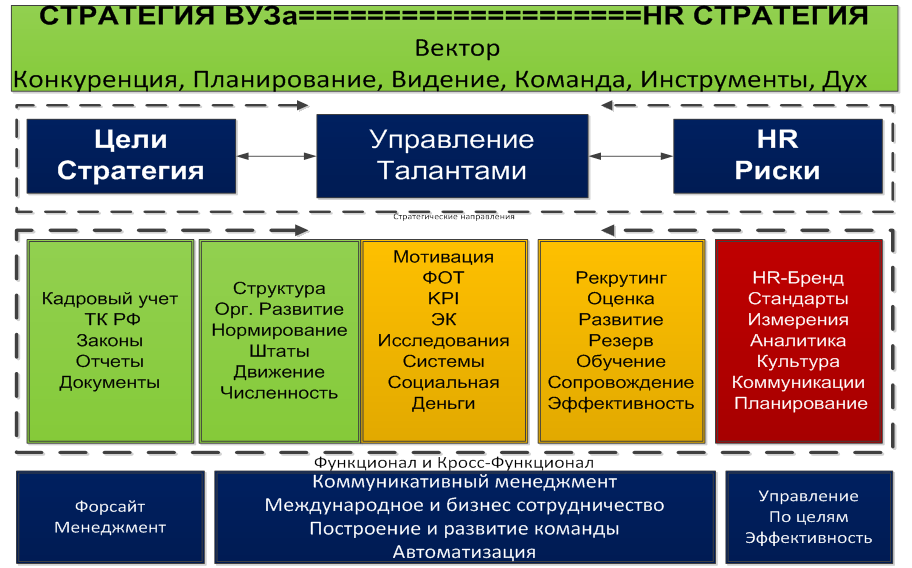 СТРАТЕГИЯ ВУЗа====================HR СТРАТЕГИЯ
Вектор
Конкуренция, Планирование, Видение, Команда, Инструменты, Дух
Цели
Стратегия
Управление
Талантами
HR
Риски
Стратегические направления
Кадровый учет
ТК РФ
Законы
Отчеты
Документы
Структура
Орг. Развитие
Нормирование
Штаты
Движение
Численность
Мотивация
ФОТ
KPI
ЭК
Исследования
Системы
Социальная
Деньги
Рекрутинг
Оценка
Развитие
Резерв
Обучение
Сопровождение
Эффективность
HR-Бренд
Стандарты
Измерения
Аналитика
Культура
Коммуникации
Планирование
Функционал и Кросс-Функционал
Форсайт
Менеджмент
Коммуникативный менеджмент
Международное и бизнес сотрудничество
Построение и развитие команды
Автоматизация
Управление
По целям
Эффективность